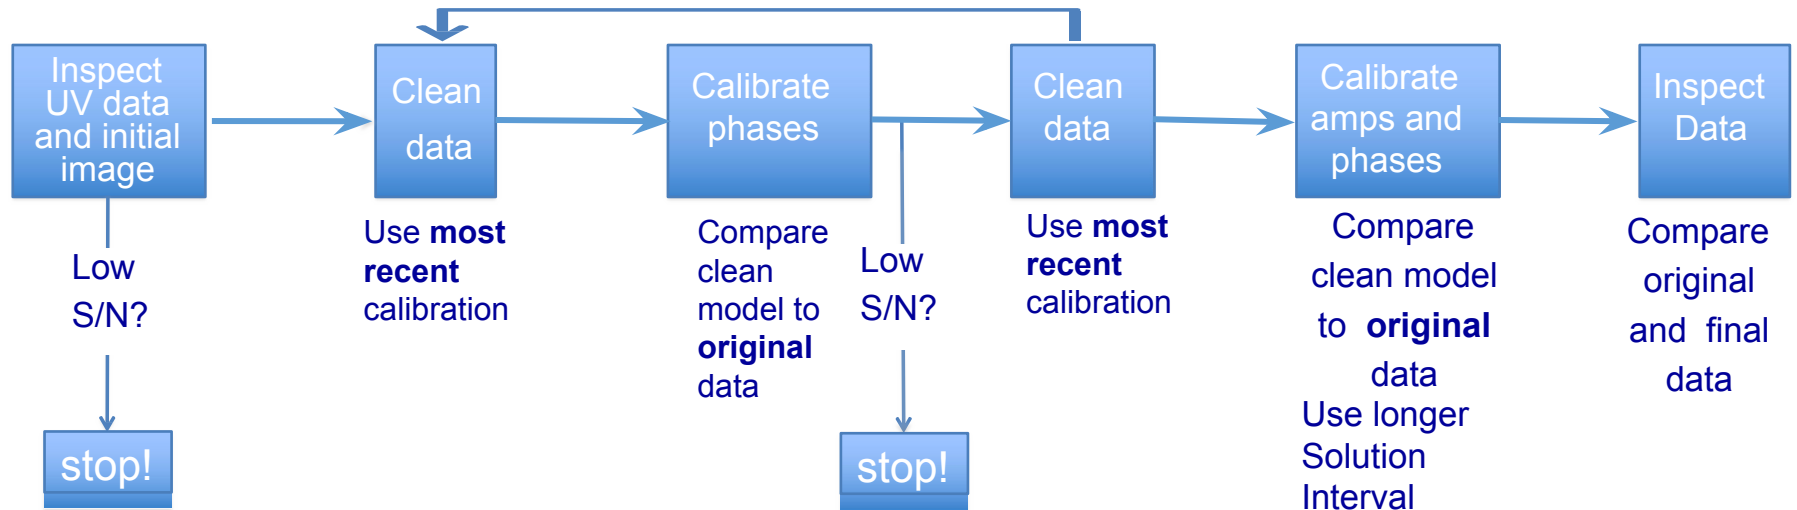 Inspect
UV data
and initial
image
Low
S/N?
stop!
Clean
data
Use most
recent
calibration
Calibrate
phases
Compare
clean
model to
original
data
Low
S/N?
stop!
Clean
data
Use most
recent
calibration
Calibrate
amps and
phases
Compare
clean model
to original
data
Use longer
Solution
Interval
Inspect
Data
Compare
original
and final
data